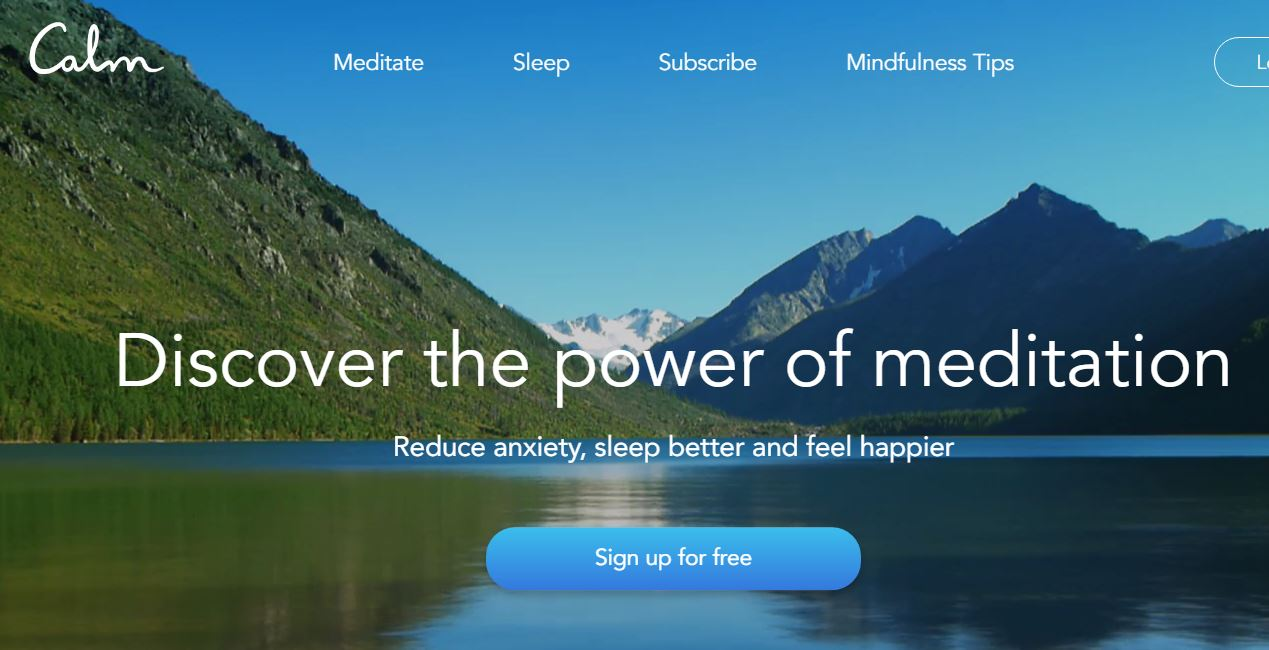 Calm
Meditate
Sleep
Subscribe
Mindfulness Tips
Discover the power of meditation
Reduce anxiety, sleep better and feel happier
Sign up for free